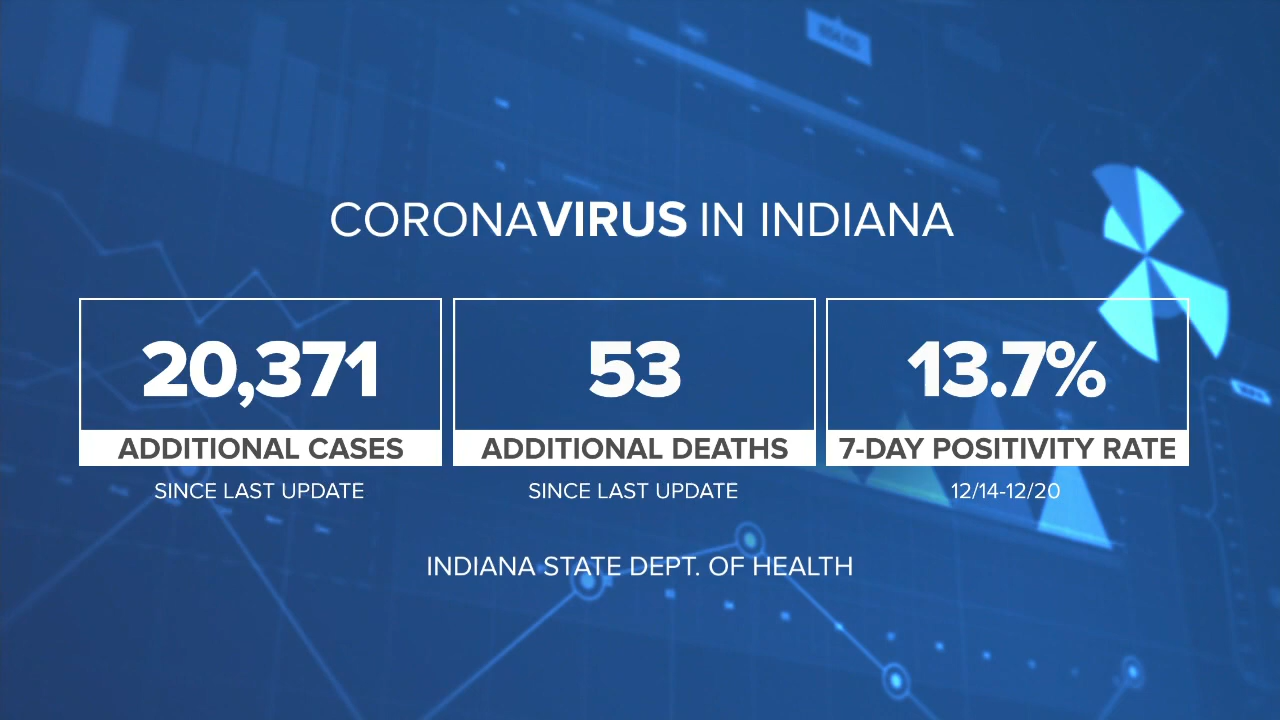 CORONAVIRUS IN INDIANA
20,371
53
13.7%
ADDITIONAL CASES
ADDITIONAL DEATHS
7-DAY POSITIVITY RATE
SINCE LAST UPDATE
SINCE LAST UPDATE
12/14-12/20
INDIANA STATE DEPT. OF HEALTH